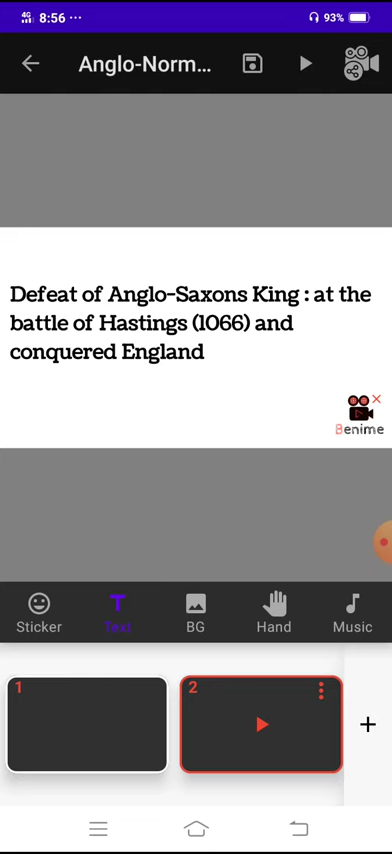 4G 8:56 ... 93%
Anglo-Norm...
Defeat of Anglo-Saxons King : at the
battle of Hastings (1066) and
conquered England
Benime
Sticker Text BG Hand Music
1 2
+